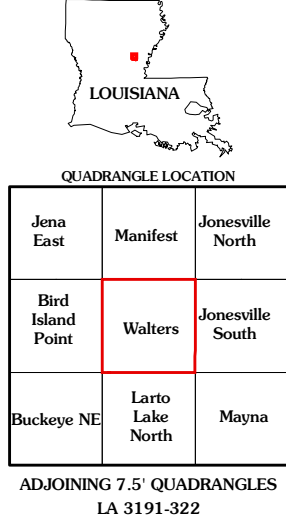 LOUISIANA
QUADRANGLE LOCATION
Jena
East
Manifest
Jonesville
North
Bird
Island
Point
Walters
Jonesville
South
Buckeye NE
Larto
Lake
North
Mayna
ADJOINING 7.5' QUADRANGLES
LA 3191-322